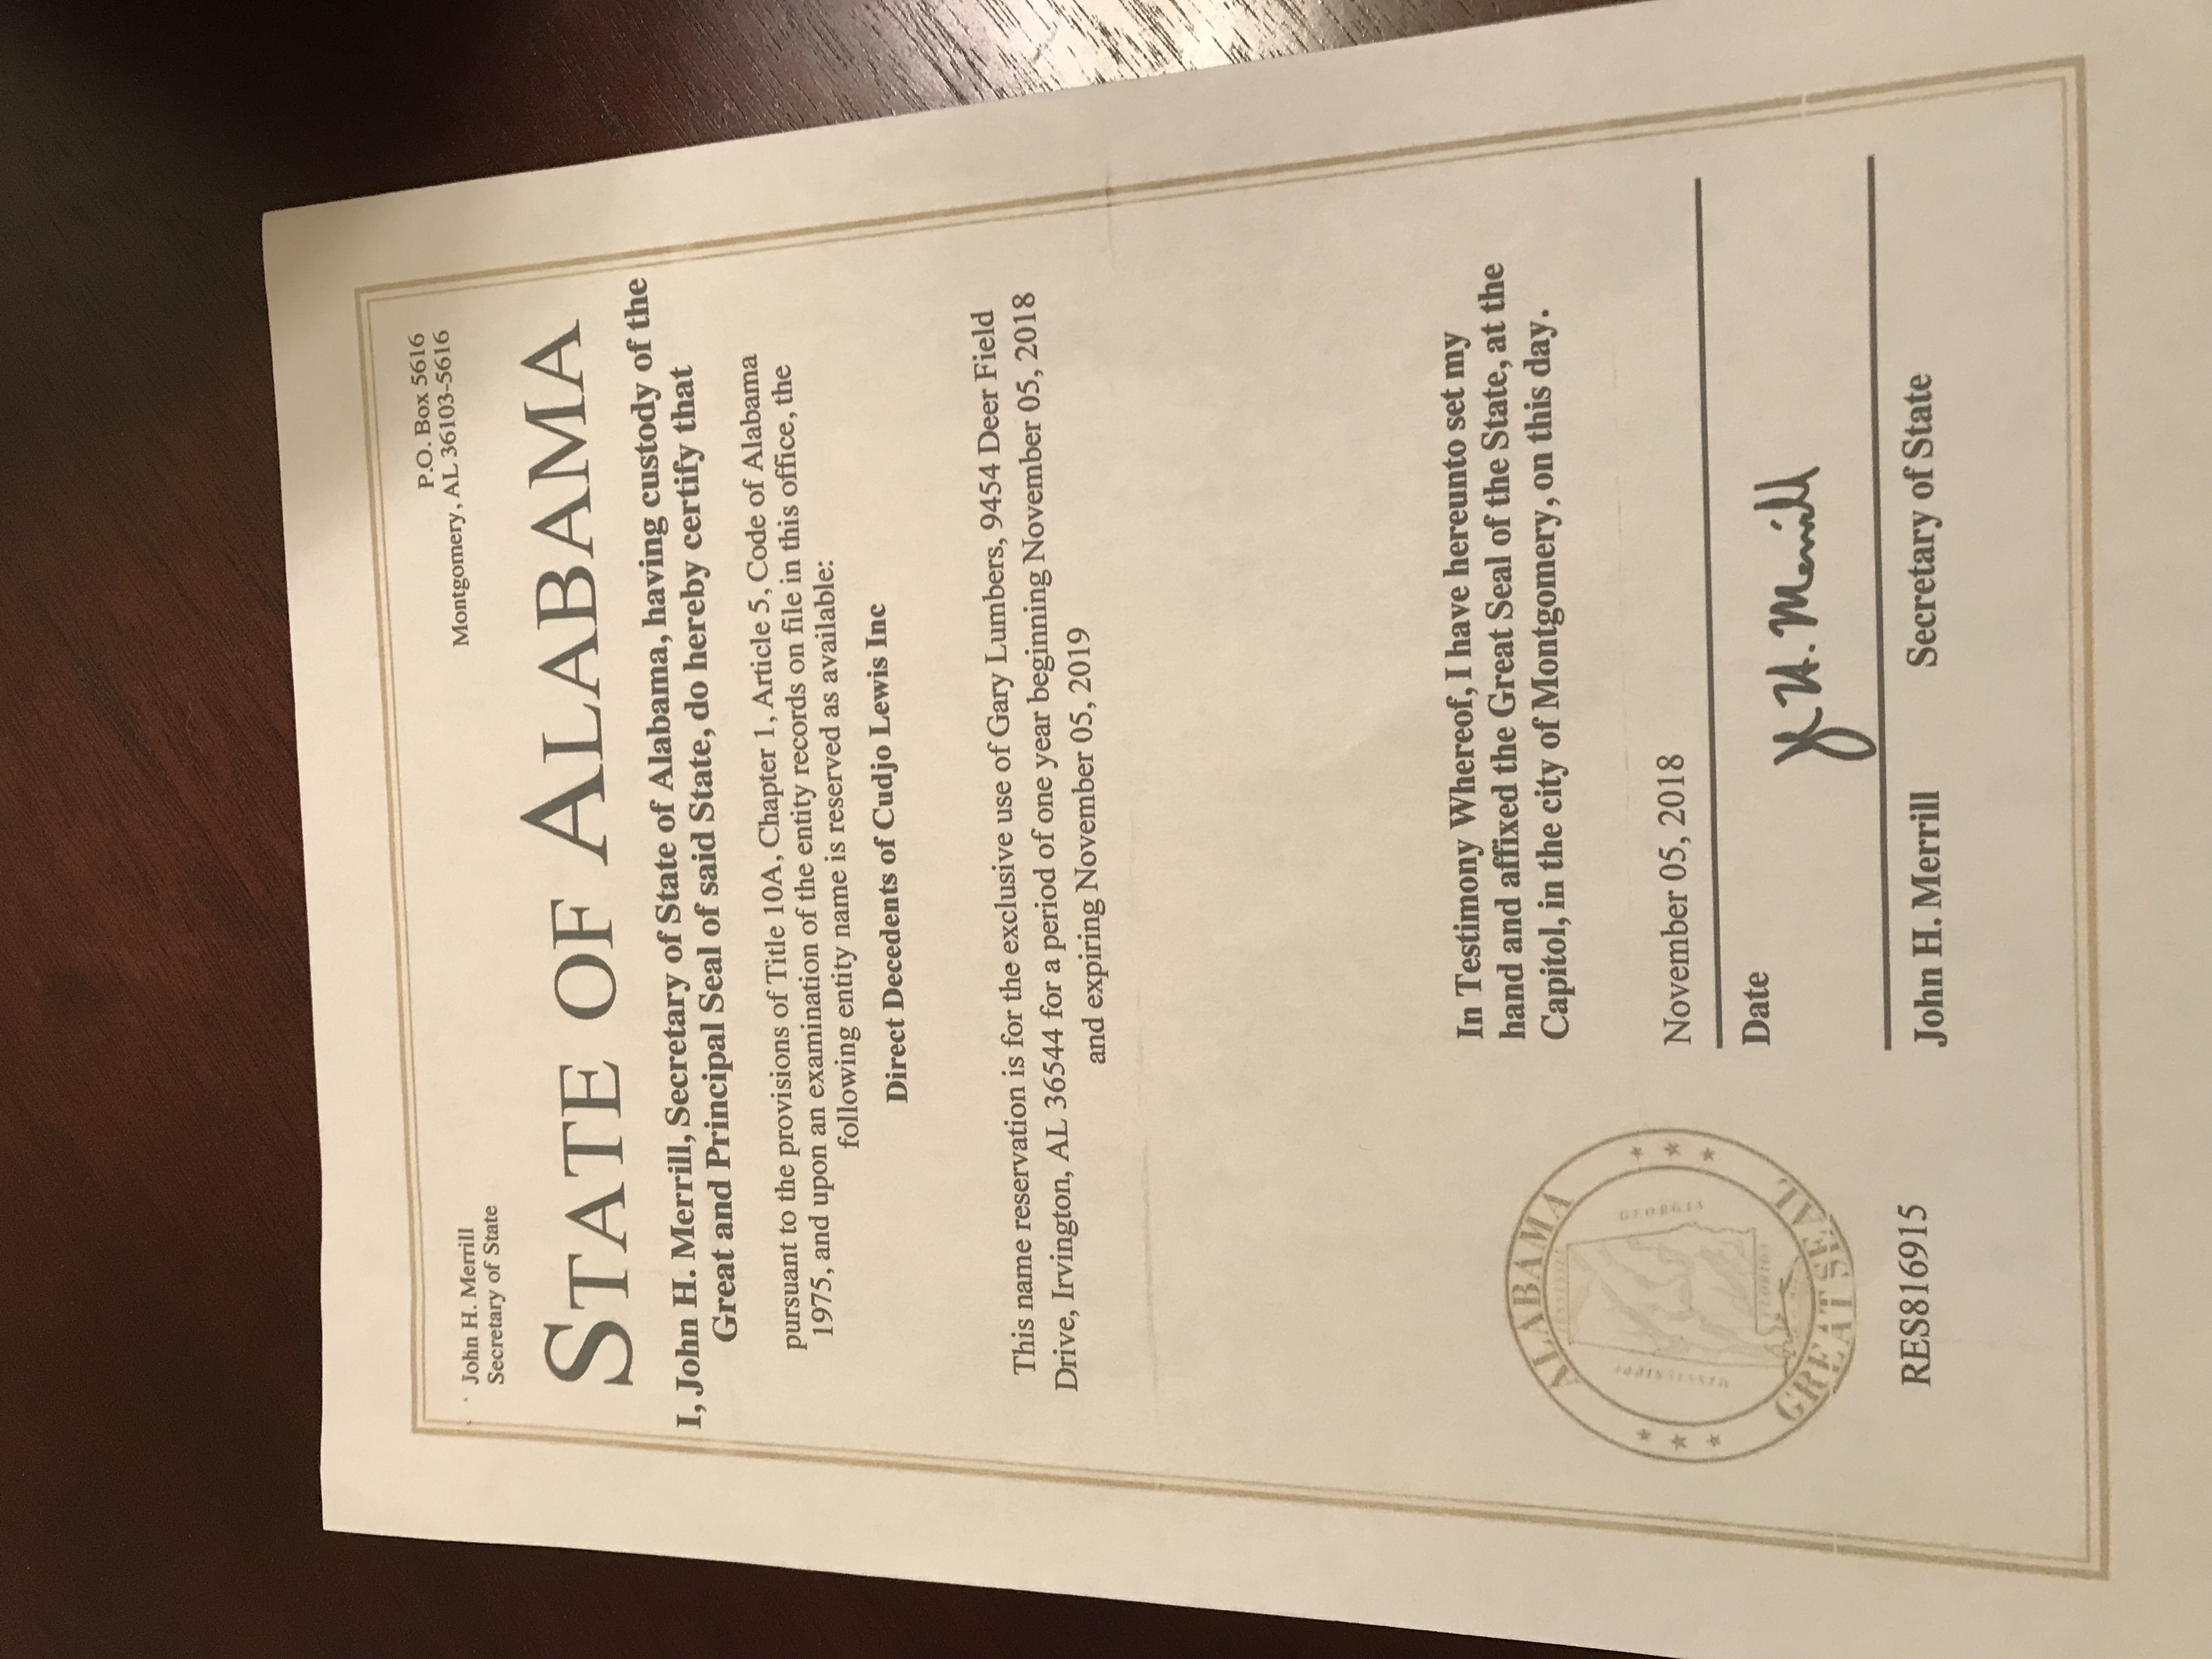 John H. Merrill
Secretary of State
P.O. Box 5616
Montgomery, AL 36103-5616
STATE OF ALABAMA
I, John H. Merrill, Secretary of State of Alabama, having custody of the
Great and Principal Seal of said State, do hereby certify that
pursuant to the provisions of Title 10A, Chapter 1, Article 5, Code of Alabama
1975, and upon an examination of the entity records on file in this office, the
following entity name is reserved as available:
Direct Decedents of Cudjo Lewis Inc
This name reservation is for the exclusive use of Gary Lumbers, 9454 Deer Field
Drive, Irvington, AL 36544 for a period of one year beginning November 05, 2018
and expiring November 05, 2019
In Testimony Whereof, I have hereunto set my
hand and affixed the Great Seal of the State, at the
Capitol, in the city of Montgomery, on this day.
November 05, 2018
Date
J. H. Merrill
John H. Merrill Secretary of State
ALABAMA
GEORGIA
FLORIDA
MISSISSIPPI
GREAT SEAL
RES816915